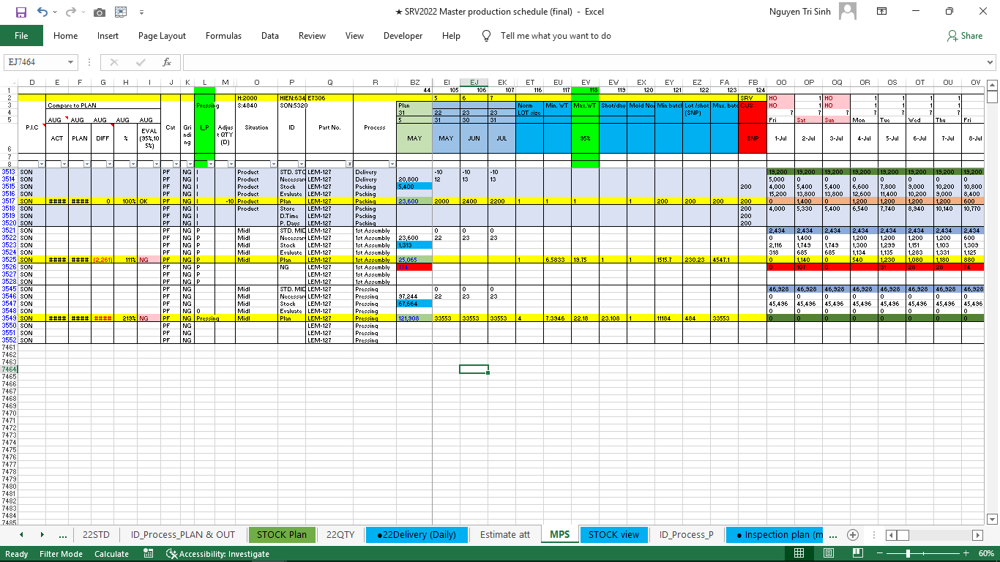 ★ SRV2022 Master production schedule (final) - Excel
Nguyen Tri Sinh
File Home Insert Page Layout Formulas Data Review View Developer Help Tell me what you want to do Share
EJ7464
fx
D E F G H I J K L M O P Q R BZ EI EJ EK ET EU EV EW EX EY EZ FA FB OO OP OQ OR OS OT OU OV
1 44 105 106 107 116 117 118 119 120 121 122 123 124
2 H:2000 HIEN:634 E7306 5 6 7 SRV HO 1 HO 1 1 1 1
3 Compare to PLAN Pressing S:4840 SON:5320 Plan Norm Min. WT Max.WT Shot/day Mold No Min batch Lot /shot Max. batc CUS HO 1 HO 1 1 1 1
4 31 22 23 23 LOT size (SNP) 7 7 7 7 7 7 7
5 AUG AUG AUG AUG AUG 5 31 30 31 Fri Sat Sun Mon Tue Wed Thu Fri
6 P.I.C ACT PLAN DIFF % EVAL (95%,105%) Cat Grinding L_P Adjust QTY (D) Situation ID Part No. Process MAY MAY JUN JUL 95% SNP 1-Jul 2-Jul 3-Jul 4-Jul 5-Jul 6-Jul 7-Jul 8-Jul
7
8
3513 SON PF NG I Product STD. STO LEM-127 Delivery -10 -10 -10 19,200 19,200 19,200 19,200 19,200 19,200 19,200 19,200
3514 SON PF NG I Product Necessar LEM-127 Delivery 20,800 12 13 13 5,000 0 0 0 0 0 0 0
3515 SON PF NG I Product Stock LEM-127 Packing 5,400 200 4,000 5,400 5,400 6,600 7,800 9,000 10,200 10,800
3516 SON PF NG I Product Evaluate LEM-127 Packing 15,200 13,800 13,800 12,600 11,400 10,200 9,000 8,400
3517 SON #### #### 0 100% OK PF NG I -10 Product Plan LEM-127 Packing 23,600 2000 2400 2200 1 1 1 1 200 200 200 200 0 1,400 0 1,200 1,200 1,200 1,200 600
3518 SON PF NG I Product Store LEM-127 Packing 200 4,000 5,330 5,400 6,540 7,740 8,940 10,140 10,770
3519 SON PF NG I D.Time LEM-127 Packing 200
3520 SON PF NG I P. Days LEM-127 Packing 200
3521 SON PF NG P Midl STD. MID LEM-127 1st Assembly 0 0 0 2,434 2,434 2,434 2,434 2,434 2,434 2,434 2,434
3522 SON PF NG P Midl Necessar LEM-127 1st Assembly 23,600 22 23 23 0 1,400 0 1,200 1,200 1,200 1,200 600
3523 SON PF NG P Midl Stock LEM-127 1st Assembly 1,313 2,116 1,749 1,749 1,300 1,299 1,151 1,103 1,309
3524 SON PF NG P Midl Evaluate LEM-127 1st Assembly 318 685 685 1,134 1,135 1,283 1,331 1,125
3525 SON #### #### (2,261) 111% NG PF NG P Midl Plan LEM-127 1st Assembly 25,065 1 6.5833 19.75 1 1 1515.7 230.23 4547.1 0 1,140 0 540 1,230 1,080 1,180 880
3526 SON PF NG P NG LEM-127 1st Assembly 774 0 107 0 31 28 28 74
3527 SON PF NG P LEM-127 1st Assembly
3528 SON PF NG P LEM-127 1st Assembly
3545 SON PF NG Midl STD. MID LEM-127 Pressing 0 0 0 46,928 46,928 46,928 46,928 46,928 46,928 46,928 46,928
3546 SON PF NG Midl Necessar LEM-127 Pressing 97,244 22 23 23 0 0 0 0 0 0 0 0
3547 SON PF NG Midl Stock LEM-127 Pressing 67,664 45,496 45,496 45,496 45,496 45,496 45,496 45,496 45,496
3548 SON PF NG 0 Midl Evaluate LEM-127 Pressing 0 0 0 0 0 0 0 0
3549 SON #### #### #### 219% NG PF NG Pressing Midl Plan LEM-127 Pressing 121,908 33553 33553 33553 4 7.3946 22.18 23.108 1 11184 484 33553 0 0 0 0 0 0 0 0
3550 SON PF NG LEM-127 Pressing
3551 SON PF NG LEM-127 Pressing
3552 SON PF NG LEM-127 Pressing
7461
7462
7463
7464
7465
7466
7467
7468
7469
7470
7471
7472
7473
7474
7475
7476
7477
7478
7479
7480
7481
7482
7483
7484
7485
... 22STD ID_Process_PLAN & OUT STOCK Plan 22QTY ●22Delivery (Daily) Estimate att MPS STOCK view ID_Process_P ● Inspection plan (m ...
Ready Filter Mode Calculate Accessibility: Investigate 60%